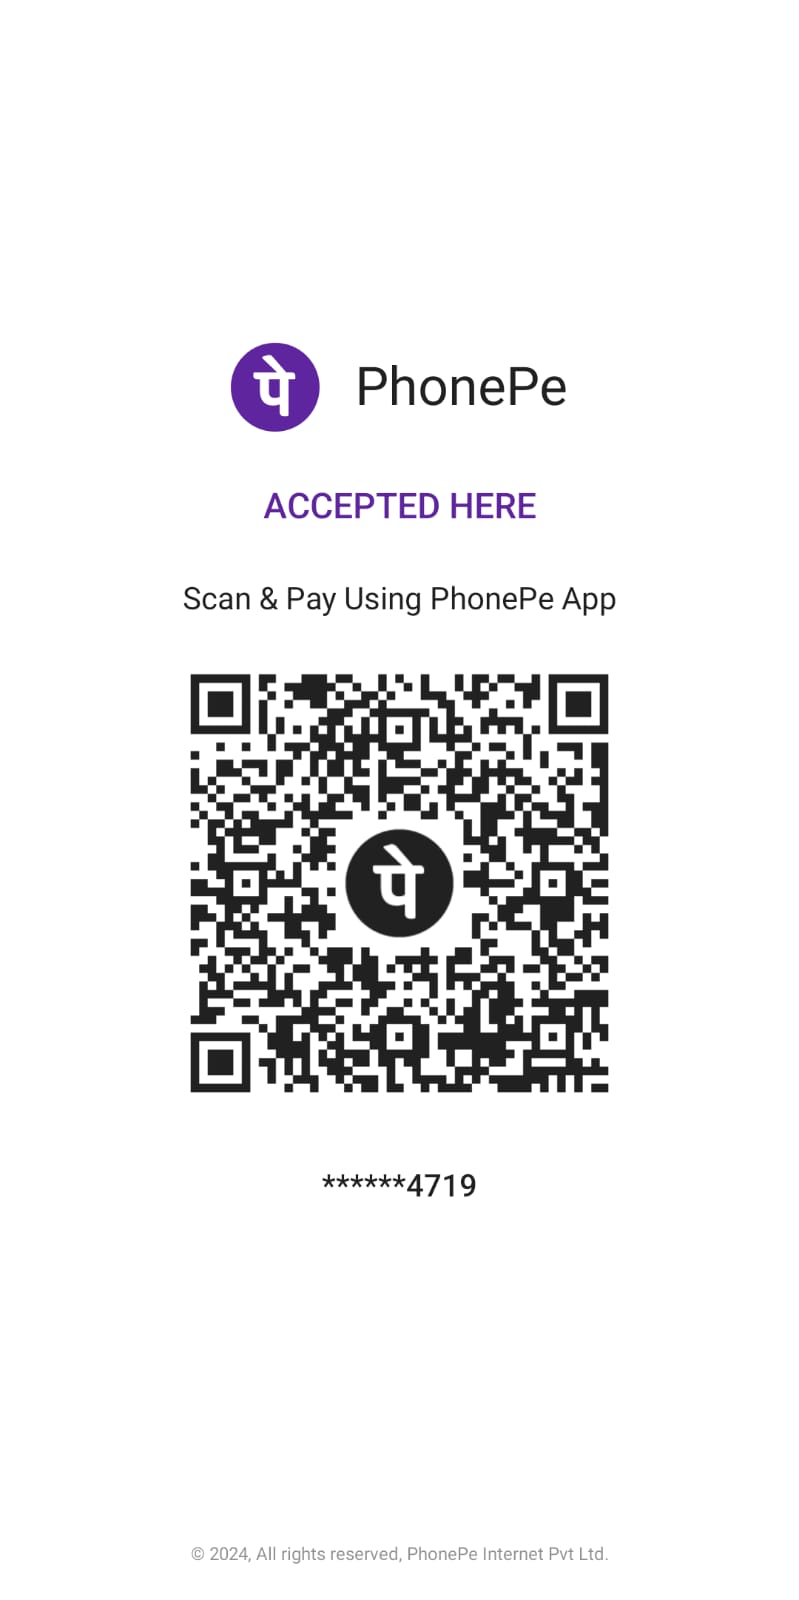 पे PhonePe
ACCEPTED HERE
Scan & Pay Using PhonePe App
पे
******4719
© 2024, All rights reserved, PhonePe Internet Pvt Ltd.